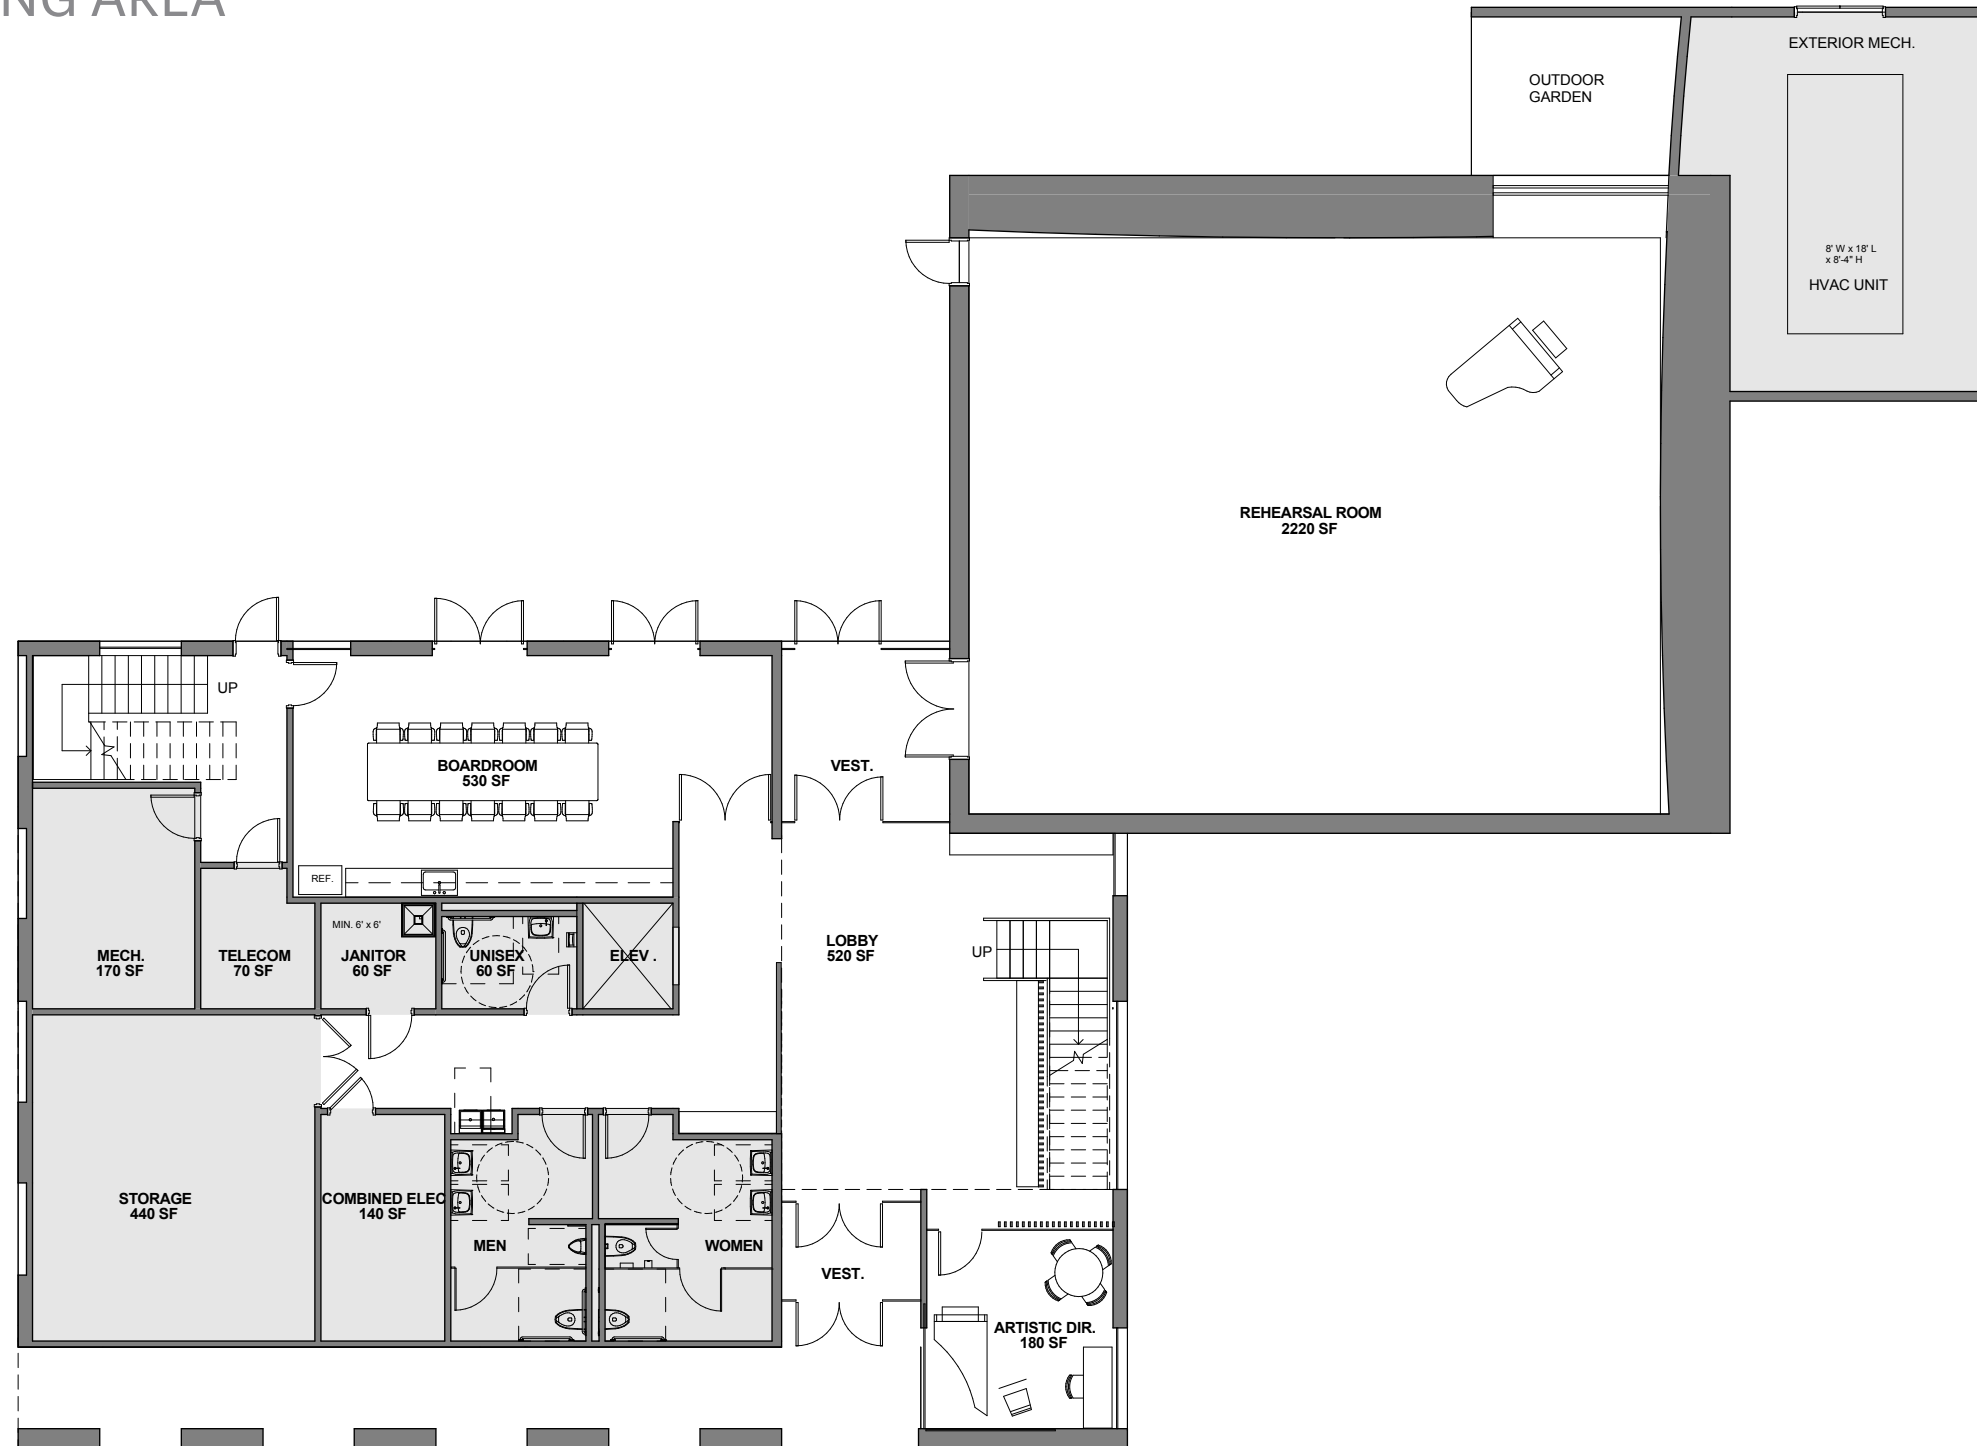 NG AREA
EXTERIOR MECH.
OUTDOOR
GARDEN
8' W x 18' L
x 8'-4" H
HVAC UNIT
REHEARSAL ROOM
2220 SF
UP
BOARDROOM
530 SF
VEST.
REF.
MIN. 6' x 6'
MECH.
170 SF
TELECOM
70 SF
JANITOR
60 SF
UNISEX
60 SF
ELEV .
LOBBY
520 SF
UP
STORAGE
440 SF
COMBINED ELEC
140 SF
MEN
WOMEN
VEST.
ARTISTIC DIR.
180 SF